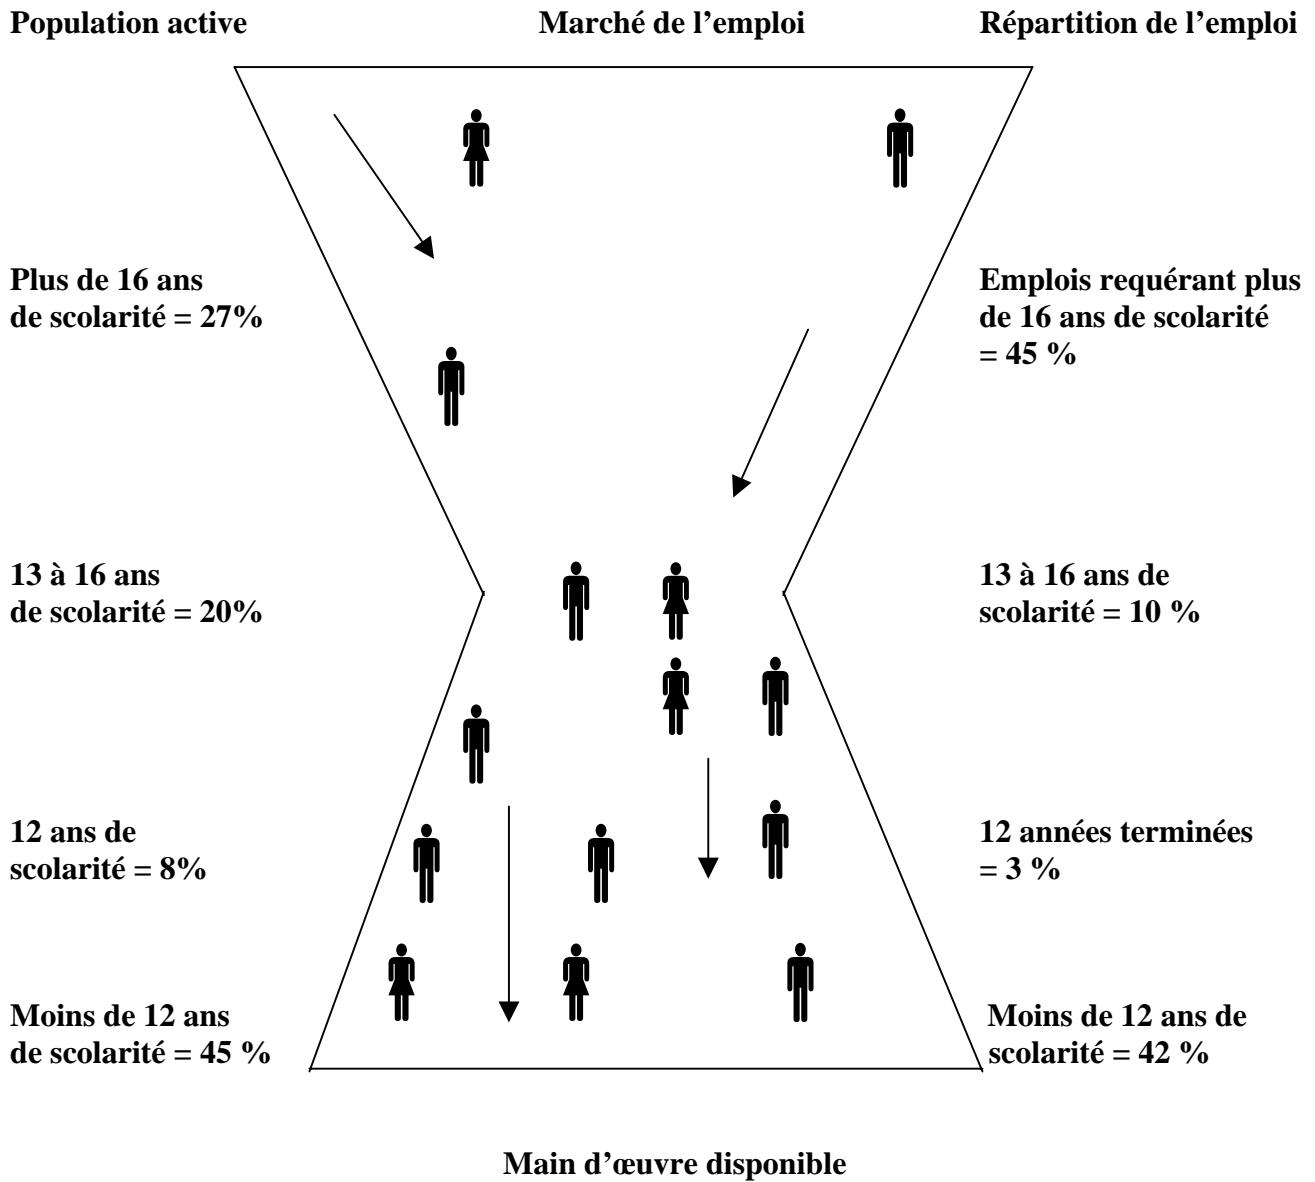 Population active
Marché de l’emploi
Répartition de l’emploi
Plus de 16 ans
de scolarité = 27%
Emplois requérant plus
de 16 ans de scolarité
= 45 %
13 à 16 ans
de scolarité = 20%
13 à 16 ans de
scolarité = 10 %
12 ans de
scolarité = 8%
12 années terminées
= 3 %
Moins de 12 ans
de scolarité = 45 %
Moins de 12 ans de
scolarité = 42 %
Main d’œuvre disponible